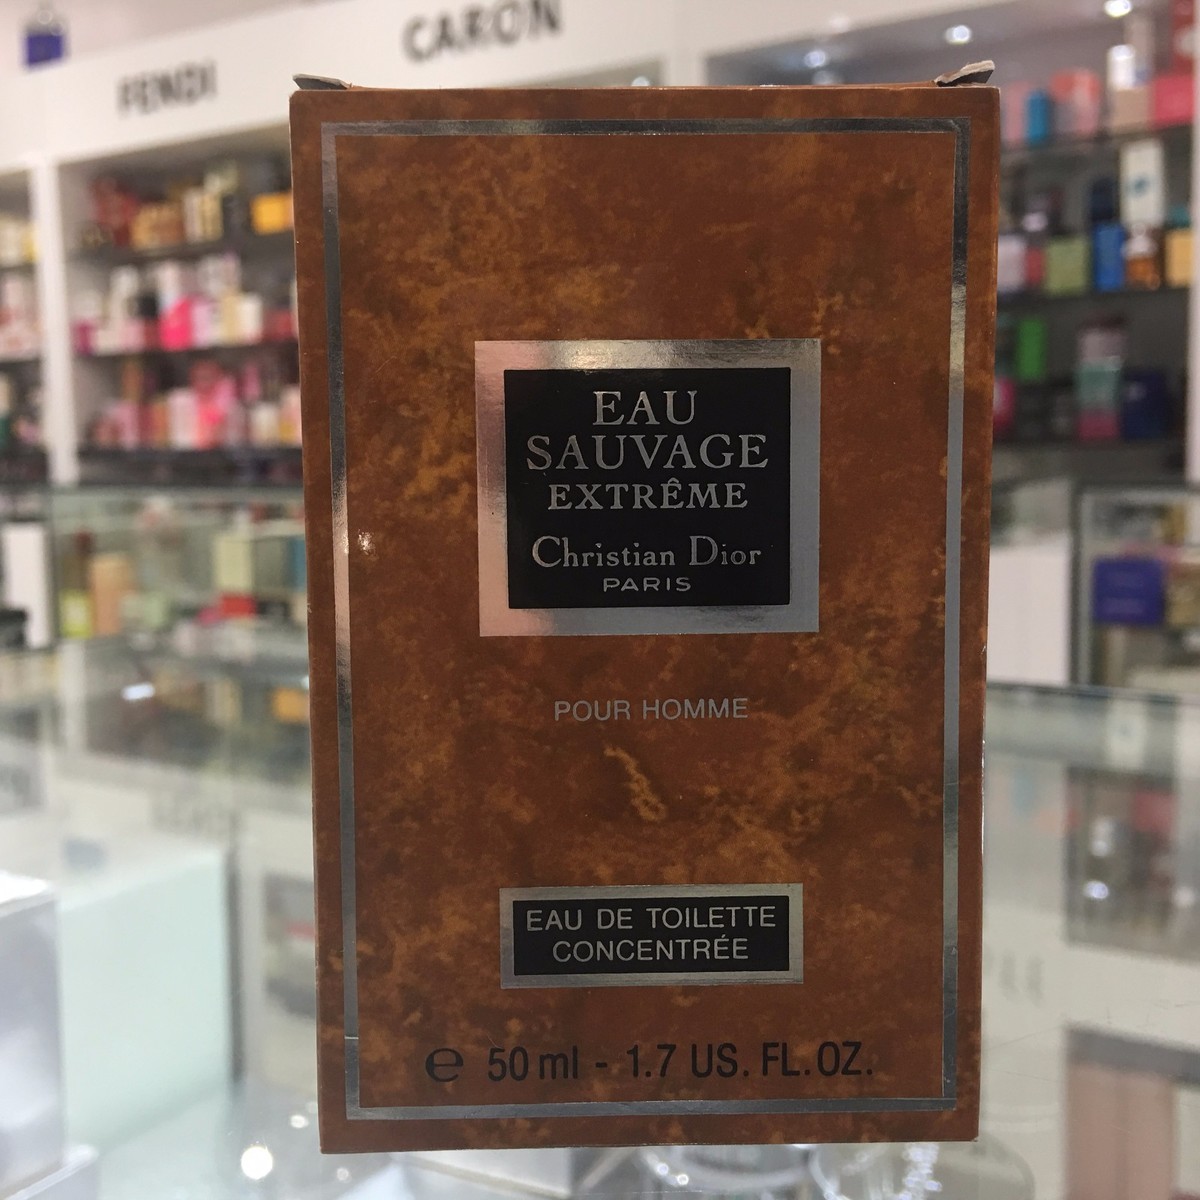 FENDI
CARON
EAU
SAUVAGE
EXTRÊME
Christian Dior
PARIS
POUR HOMME
EAU DE TOILETTE
CONCENTRÉE
℮ 50 ml - 1.7 US. FL. OZ.